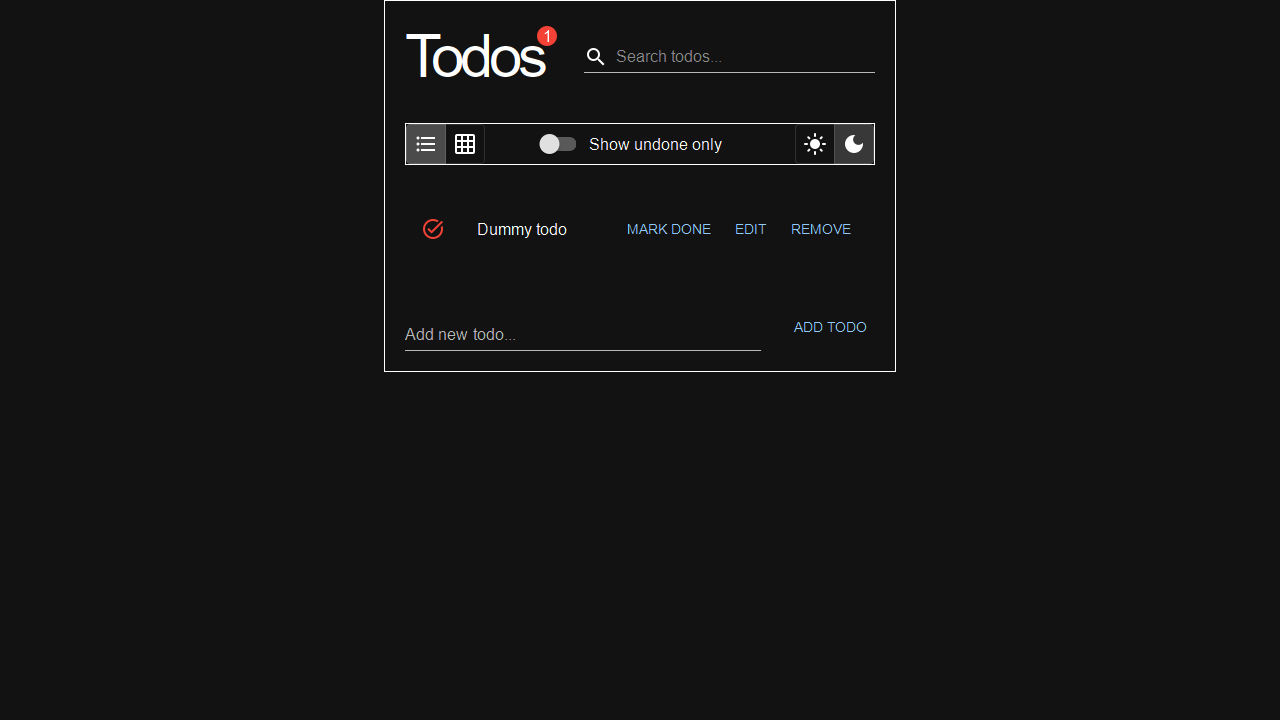 Todos 1
Search todos...
Show undone only
Dummy todo MARK DONE EDIT REMOVE
Add new todo... ADD TODO